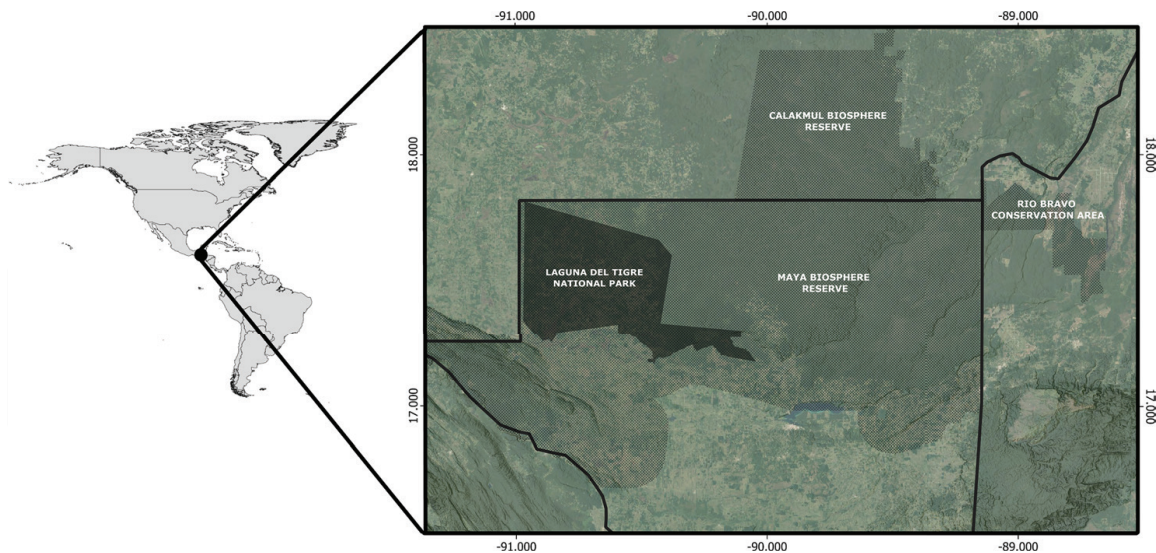 -91.000
-90.000
-89.000
CALAKMUL BIOSPHERE
RESERVE
18.000
18.000
RIO BRAVO
CONSERVATION AREA
LAGUNA DEL TIGRE
NATIONAL PARK
MAYA BIOSPHERE
RESERVE
17.000
17.000
-91.000
-90.000
-89.000